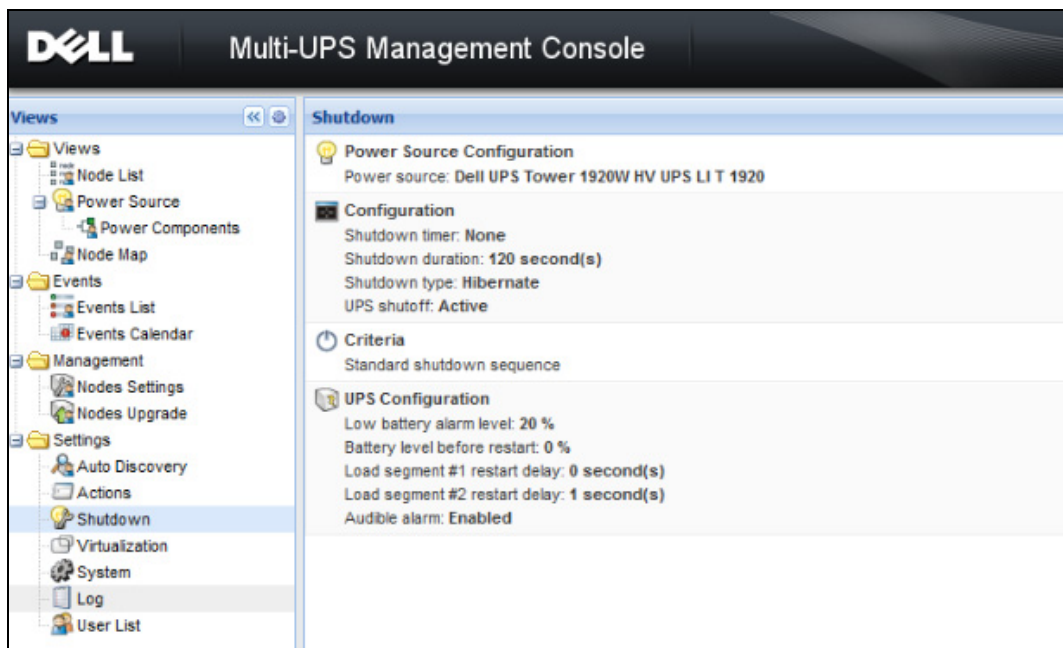 DELL
Multi-UPS Management Console
Views
Views
Node List
Power Source
Power Components
Node Map
Events
Events List
Events Calendar
Management
Nodes Settings
Nodes Upgrade
Settings
Auto Discovery
Actions
Shutdown
Virtualization
System
Log
User List
Shutdown
Power Source Configuration
Power source: Dell UPS Tower 1920W HV UPS LI T 1920
Configuration
Shutdown timer: None
Shutdown duration: 120 second(s)
Shutdown type: Hibernate
UPS shutoff: Active
Criteria
Standard shutdown sequence
UPS Configuration
Low battery alarm level: 20 %
Battery level before restart: 0 %
Load segment #1 restart delay: 0 second(s)
Load segment #2 restart delay: 1 second(s)
Audible alarm: Enabled